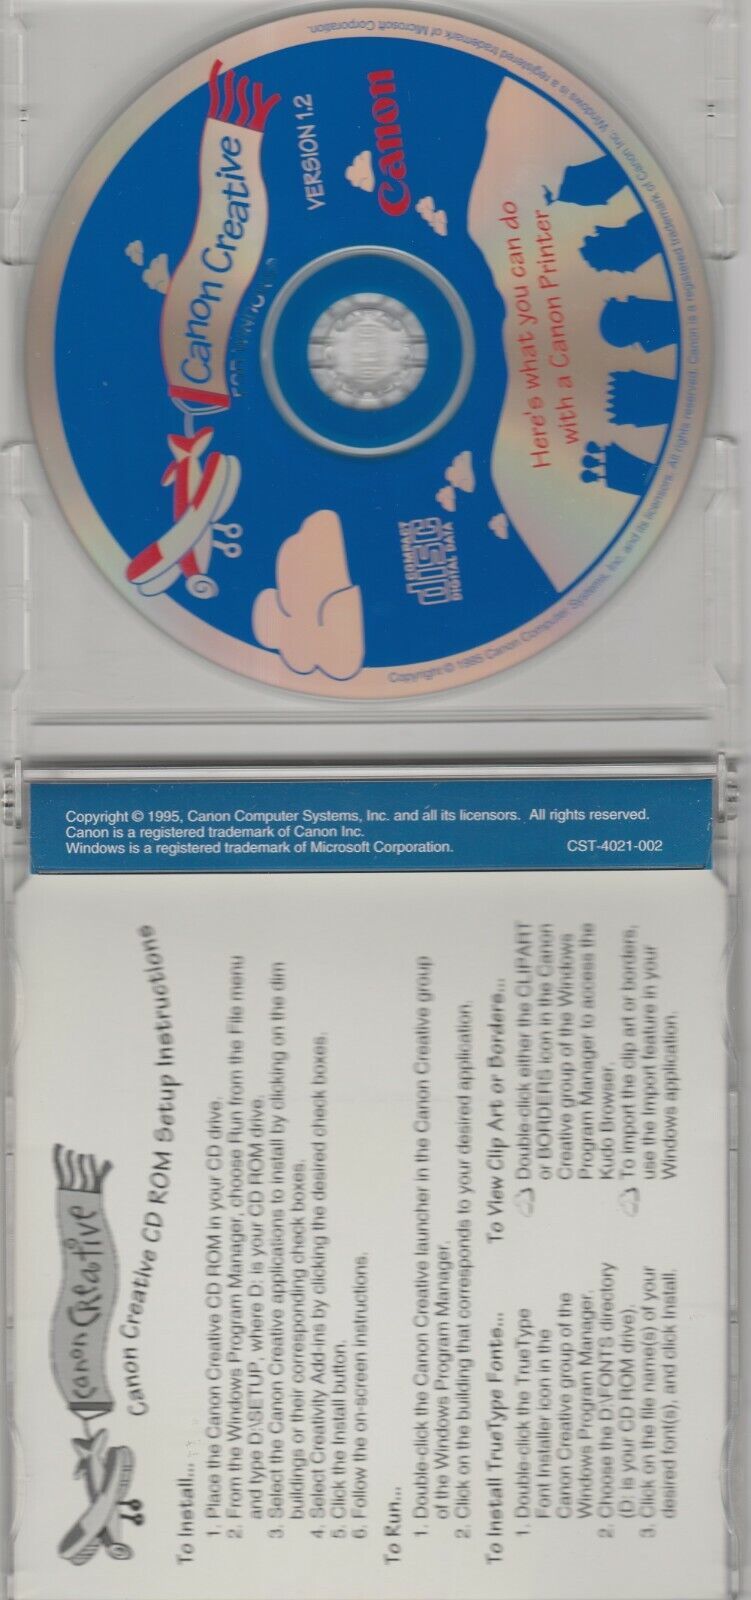 Canon Creative
FOR WINDOWS
VERSION 1.2
Canon
COMPACT
disc
DIGITAL DATA
Here's what you can do
with a Canon Printer
Copyright © 1995 Canon Computer Systems, Inc. and its licensors. All rights reserved. Canon is a registered trademark of Canon Inc. Windows is a registered trademark of Microsoft Corporation.
Copyright © 1995, Canon Computer Systems, Inc. and all its licensors. All rights reserved.
Canon is a registered trademark of Canon Inc.
Windows is a registered trademark of Microsoft Corporation. CST-4021-002
Canon Creative
Canon Creative CD ROM Setup Instructions
To Install...
1. Place the Canon Creative CD ROM in your CD drive.
2. From the Windows Program Manager, choose Run from the File menu
and type D:\SETUP, where D: is your CD ROM drive.
3. Select the Canon Creative applications to install by clicking on the dim
buildings or their corresponding check boxes.
4. Select Creativity Add-ins by clicking the desired check boxes.
5. Click the Install button.
6. Follow the on-screen instructions.
To Run...
1. Double-click the Canon Creative launcher in the Canon Creative group
of the Windows Program Manager.
2. Click on the building that corresponds to your desired application.
To Install TrueType Fonts...
1. Double-click the TrueType
Font Installer icon in the
Canon Creative group of the
Windows Program Manager.
2. Choose the D:\FONTS directory
(D: is your CD ROM drive).
3. Click on the file name(s) of your
desired font(s), and click Install.
To View Clip Art or Borders...
Double-click either the CLIPART
or BORDERS icon in the Canon
Creative group of the Windows
Program Manager to access the
Kudo Browser.
To import the clip art or borders,
use the Import feature in your
Windows application.